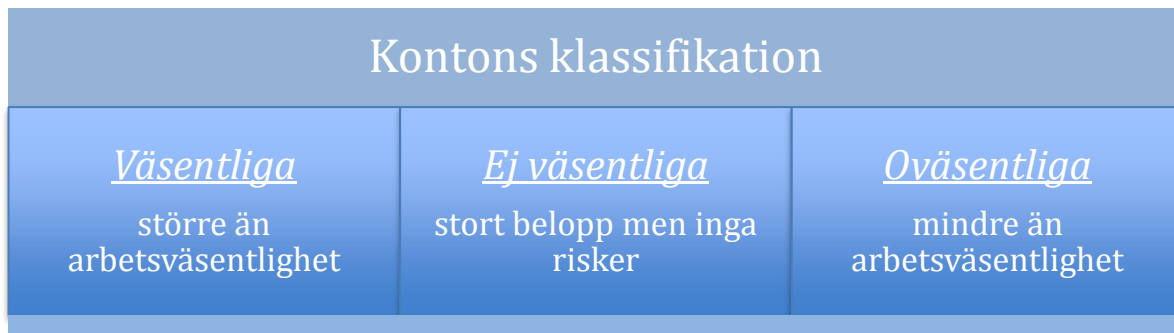 Kontons klassifikation
Väsentliga
större än
arbetsväsentlighet
Ej väsentliga
stort belopp men inga
risker
Oväsentliga
mindre än
arbetsväsentlighet